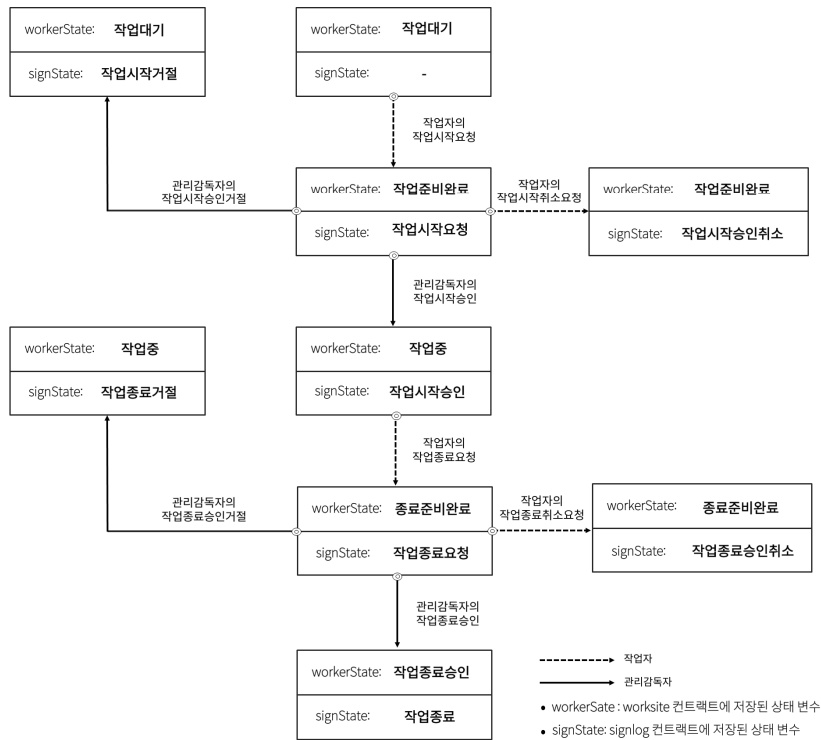 workerState: 작업대기
signState: 작업시작거절
workerState: 작업대기
signState: -
작업자의
작업시작요청
관리감독자의
작업시작승인거절
workerState: 작업준비완료
signState: 작업시작요청
작업자의
작업시작취소요청
workerState: 작업준비완료
signState: 작업시작승인취소
관리감독자의
작업시작승인
workerState: 작업중
signState: 작업종료거절
workerState: 작업중
signState: 작업시작승인
작업자의
작업종료요청
관리감독자의
작업종료승인거절
workerState: 종료준비완료
signState: 작업종료요청
작업자의
작업종료취소요청
workerState: 종료준비완료
signState: 작업종료승인취소
관리감독자의
작업종료승인
workerState: 작업종료승인
signState: 작업종료
작업자
관리감독자
• workerSate : worksite 컨트랙트에 저장된 상태 변수
• signState: signlog 컨트랙트에 저장된 상태 변수